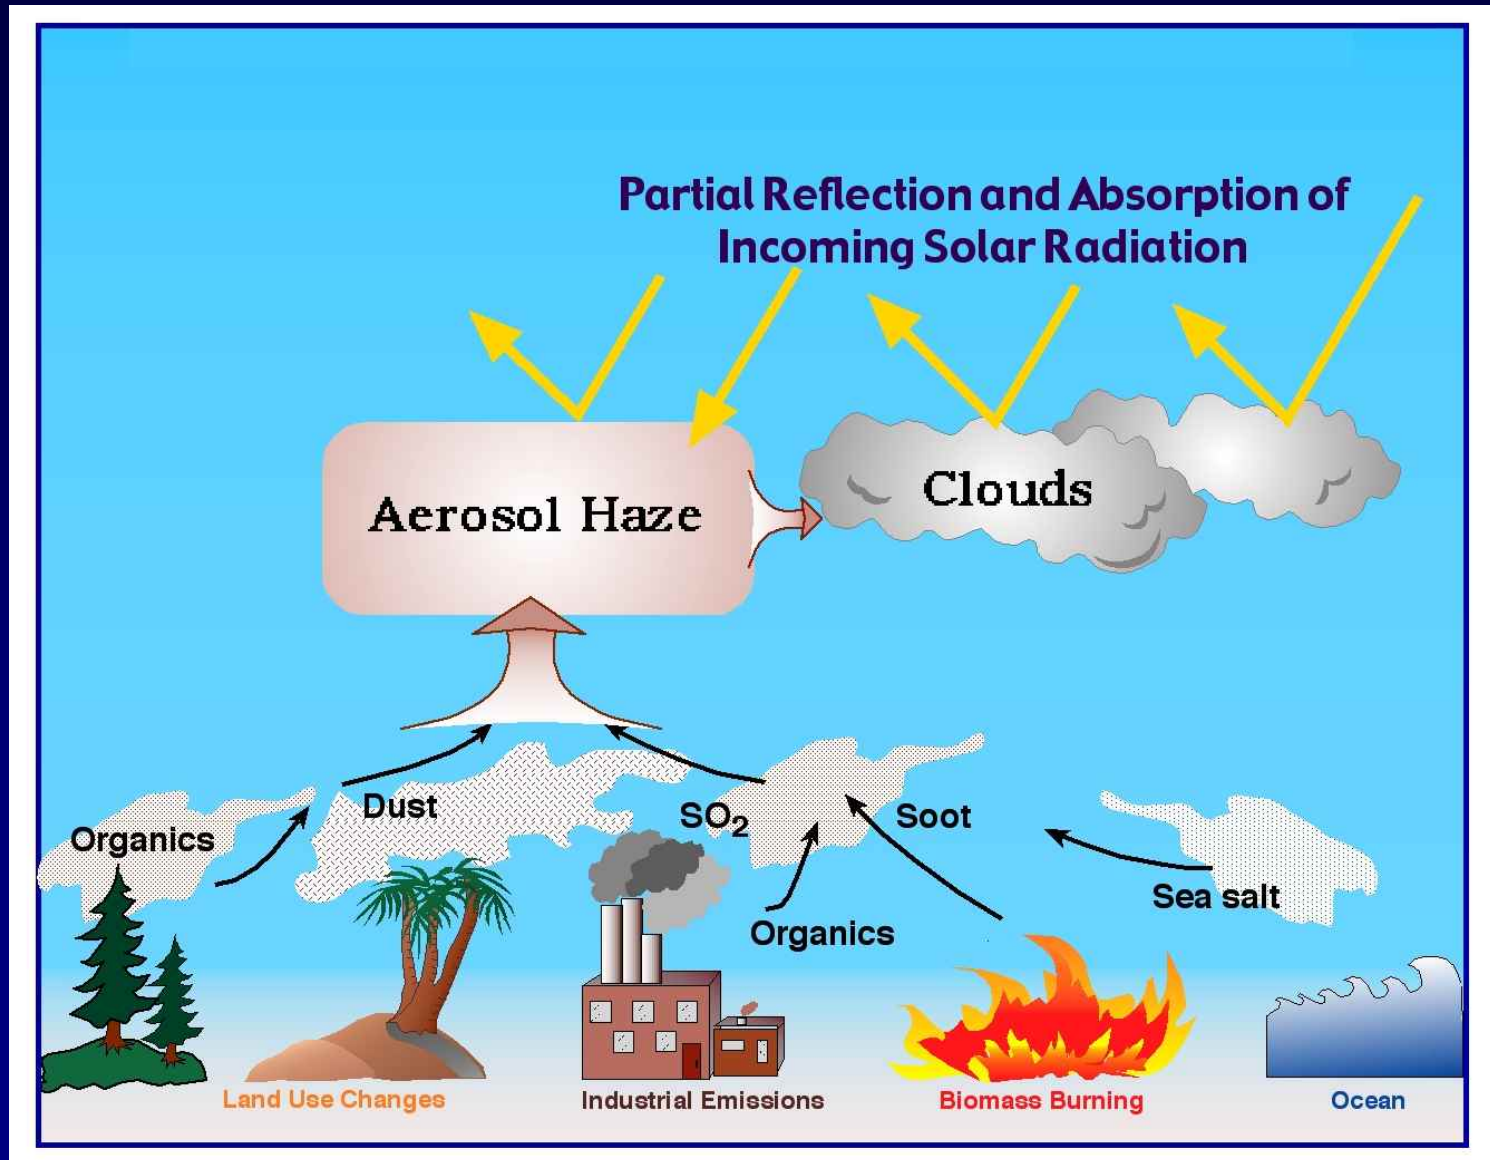 Partial Reflection and Absorption of
Incoming Solar Radiation
Aerosol Haze
Clouds
Organics
Dust
SO2
Soot
Organics
Sea salt
Land Use Changes
Industrial Emissions
Biomass Burning
Ocean